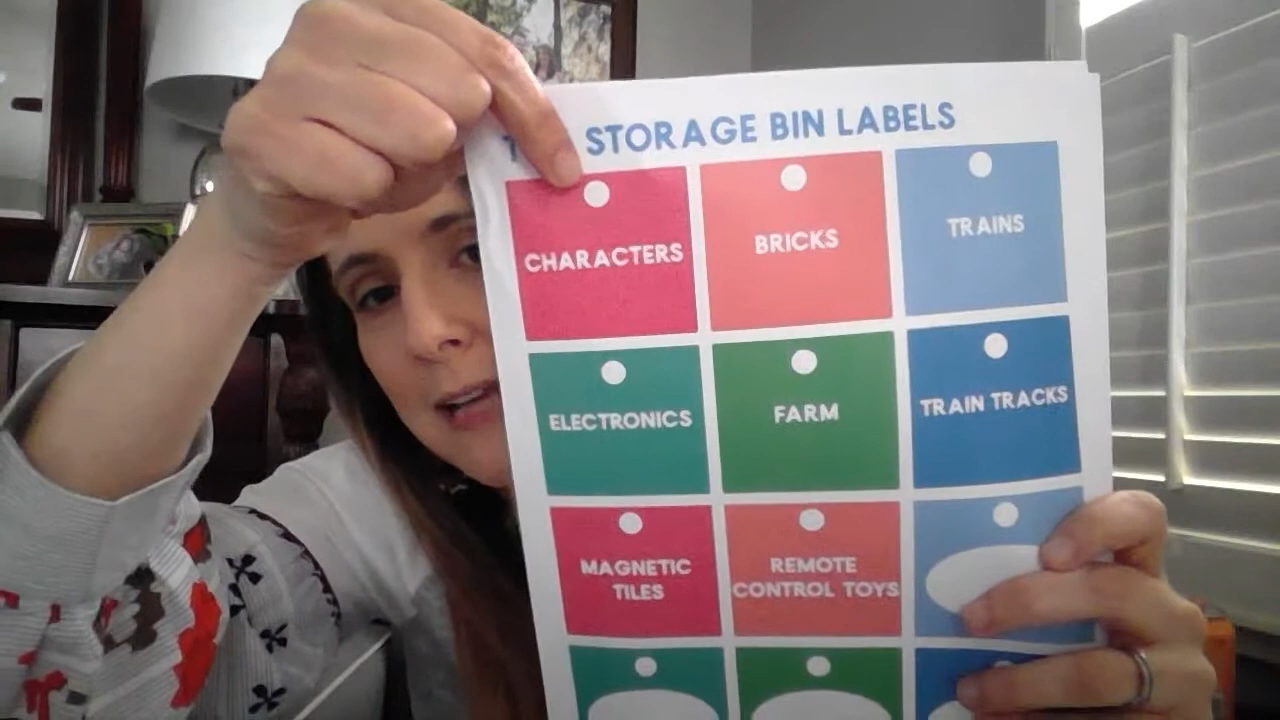 STORAGE BIN LABELS
CHARACTERS
BRICKS
TRAINS
ELECTRONICS
FARM
TRAIN TRACKS
MAGNETIC
TILES
REMOTE
CONTROL TOYS